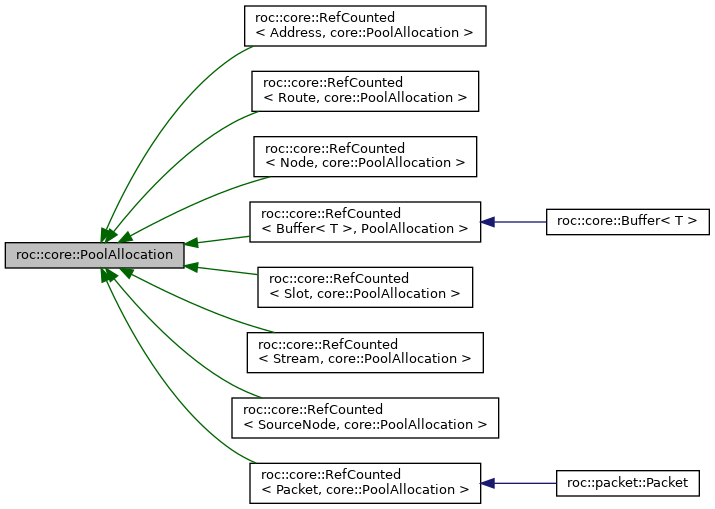 roc::core::RefCounted
< Address, core::PoolAllocation >
roc::core::RefCounted
< Route, core::PoolAllocation >
roc::core::RefCounted
< Node, core::PoolAllocation >
roc::core::RefCounted
< Buffer< T >, PoolAllocation >
roc::core::Buffer< T >
roc::core::PoolAllocation
roc::core::RefCounted
< Slot, core::PoolAllocation >
roc::core::RefCounted
< Stream, core::PoolAllocation >
roc::core::RefCounted
< SourceNode, core::PoolAllocation >
roc::core::RefCounted
< Packet, core::PoolAllocation >
roc::packet::Packet